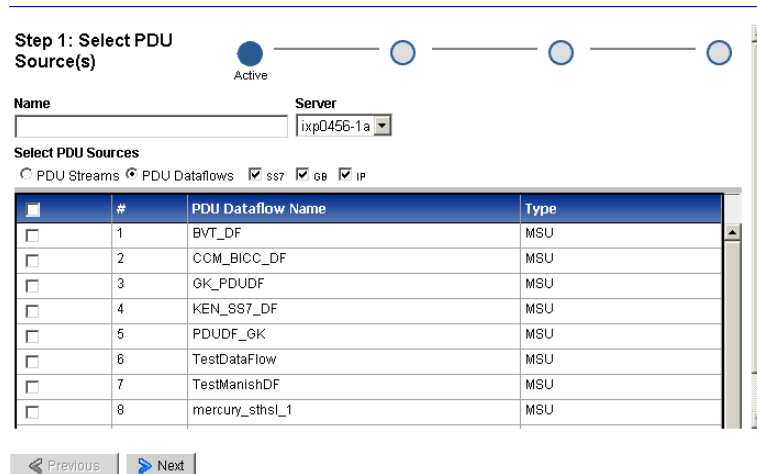 Step 1: Select PDU
Source(s)
Active
Name Server
ixp0456-1a
Select PDU Sources
PDU Streams PDU Dataflows SS7 GB IP
# PDU Dataflow Name Type
1 BVT_DF MSU
2 CCM_BICC_DF MSU
3 GK_PDUDF MSU
4 KEN_SS7_DF MSU
5 PDUDF_GK MSU
6 TestDataFlow MSU
7 TestManishDF MSU
8 mercury_sthsl_1 MSU
Previous Next